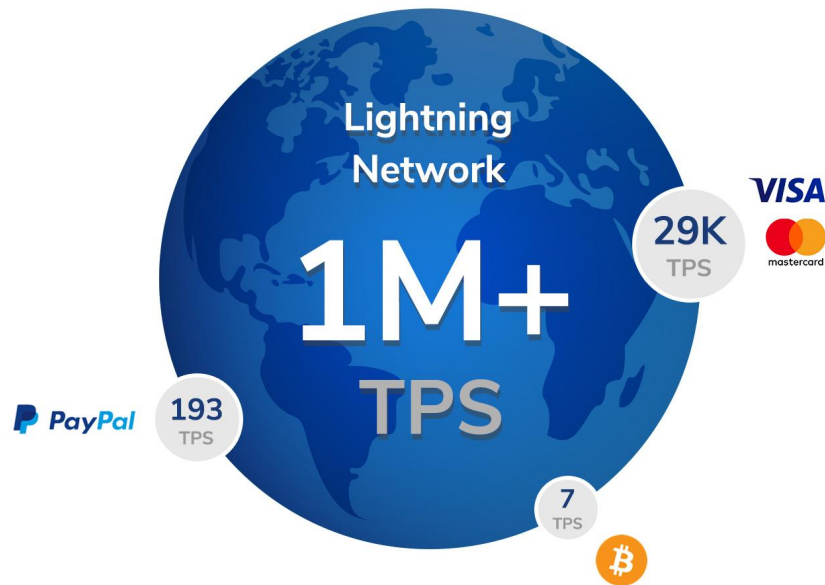 Lightning
Network
1M+
TPS
VISA
29K
TPS
mastercard
PayPal
193
TPS
7
TPS